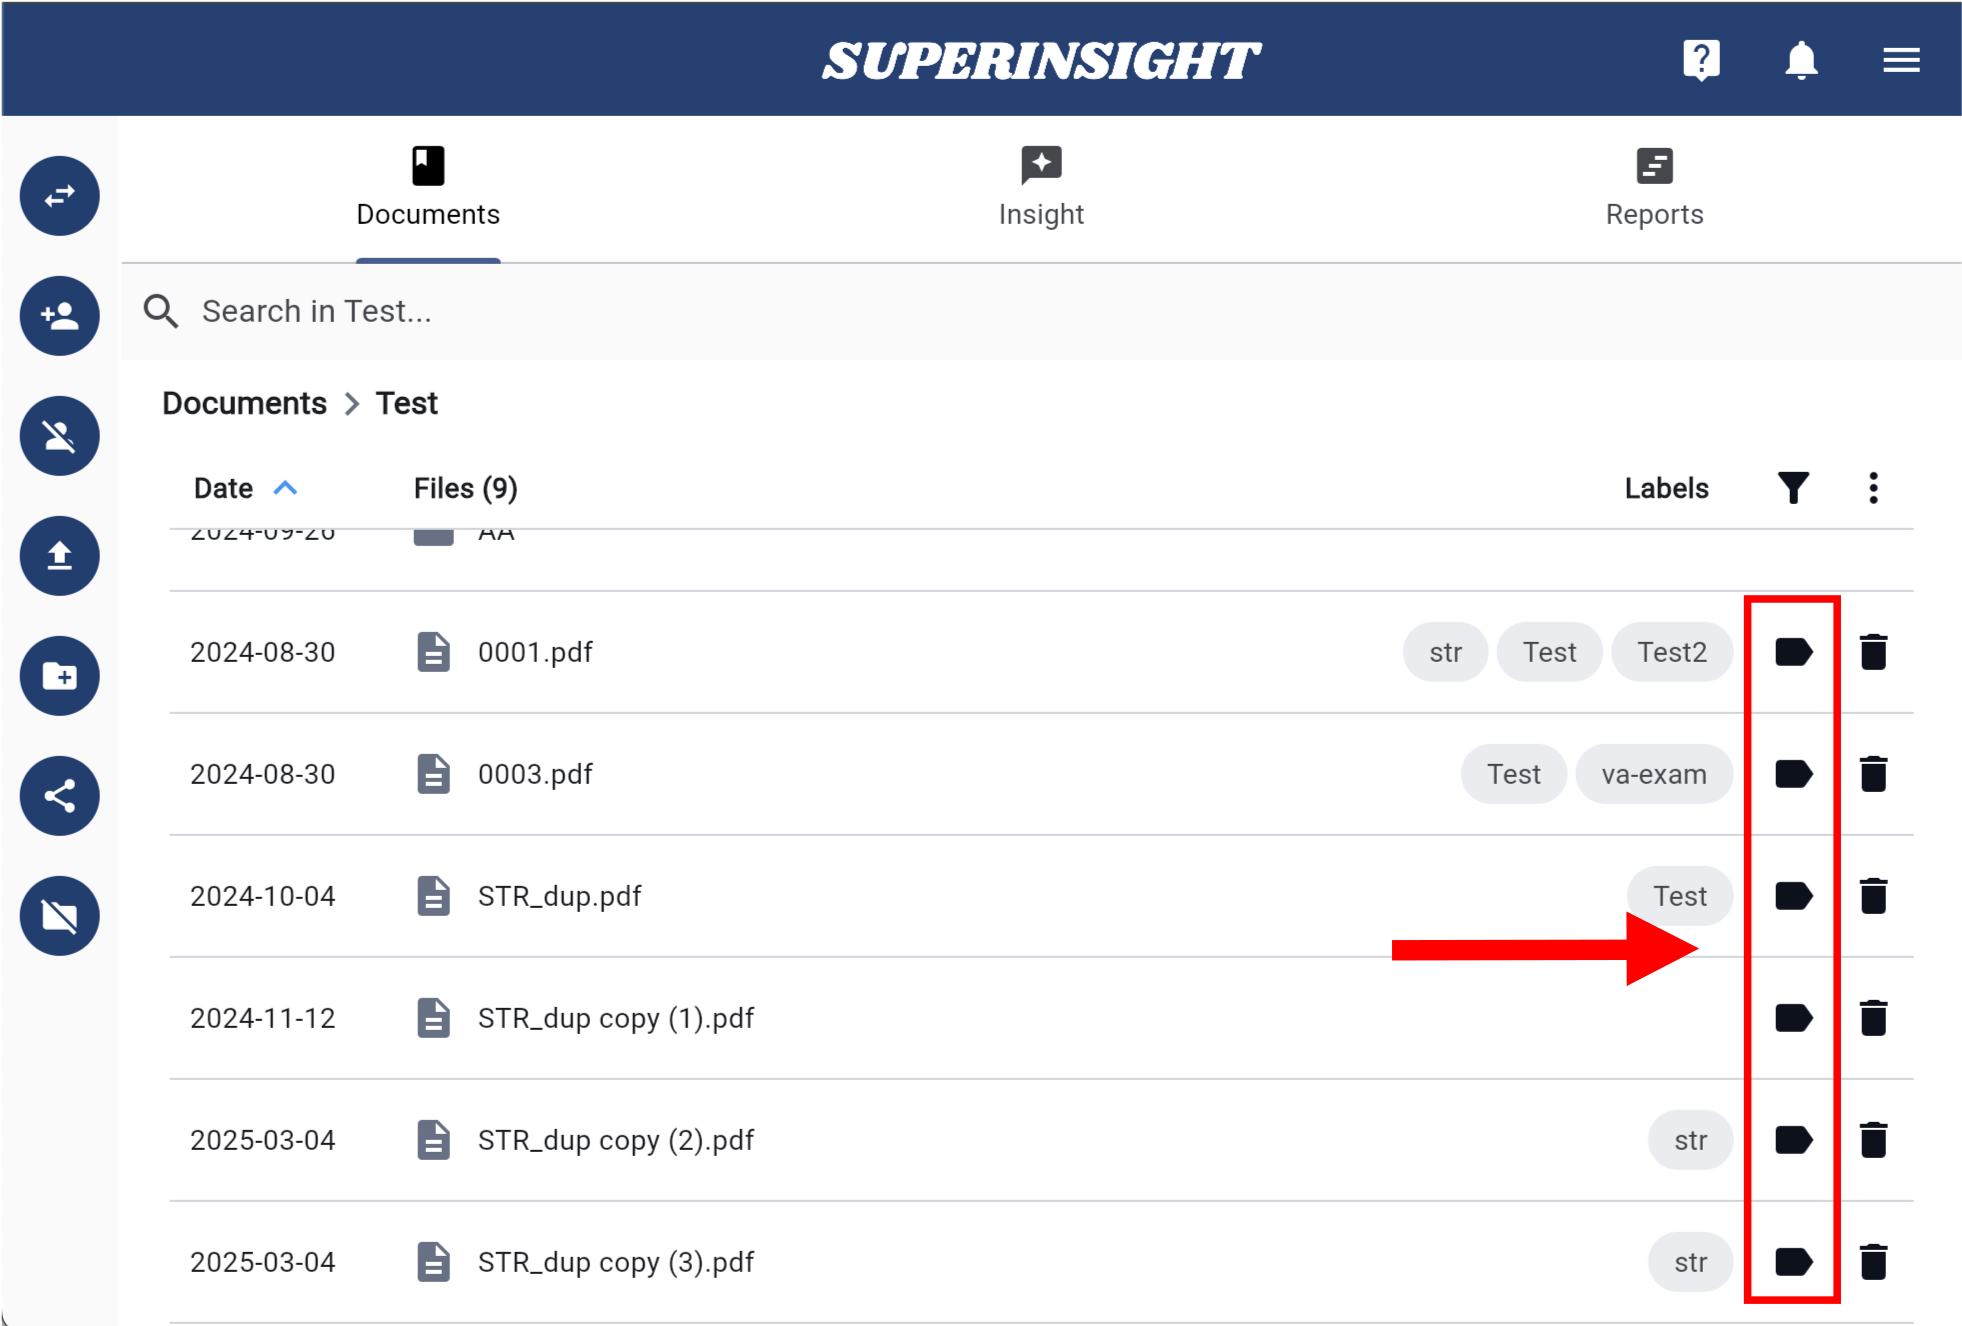 SUPERINSIGHT
Documents Insight Reports
Search in Test...
Documents > Test
Date Files (9) Labels
2024-09-26 AA
2024-08-30 0001.pdf str Test Test2
2024-08-30 0003.pdf Test va-exam
2024-10-04 STR_dup.pdf Test
2024-11-12 STR_dup copy (1).pdf
2025-03-04 STR_dup copy (2).pdf str
2025-03-04 STR_dup copy (3).pdf str